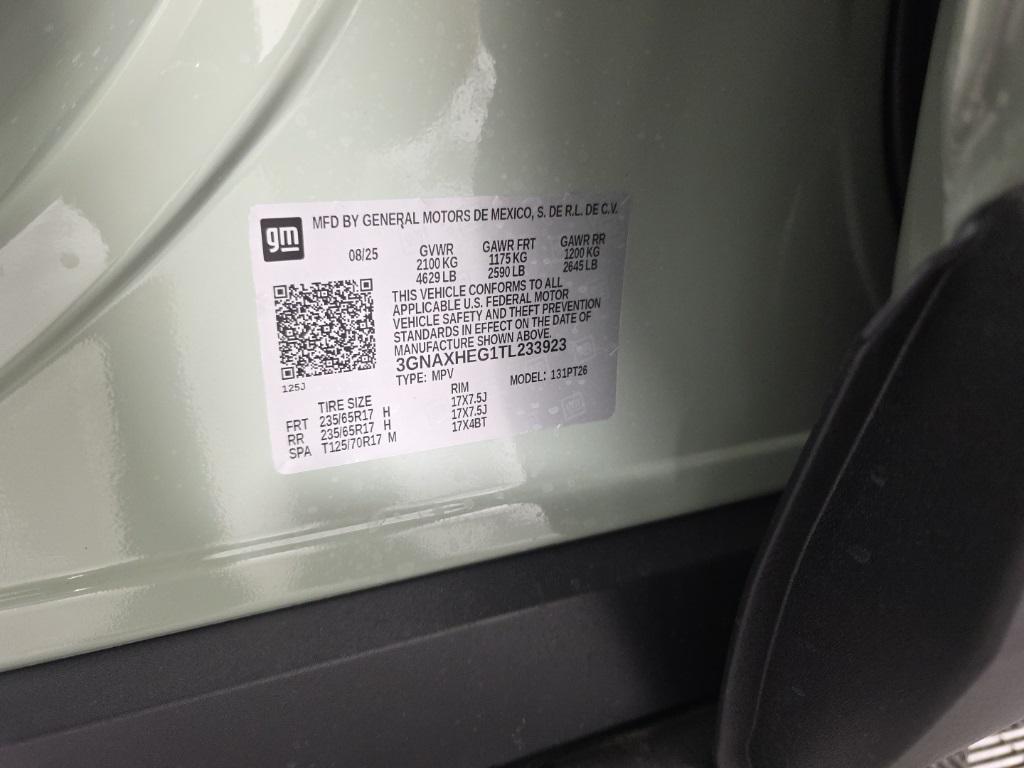 gm
MFD BY GENERAL MOTORS DE MEXICO, S. DE R.L. DE C.V.
08/25 GVWR GAWR FRT GAWR RR
2100 KG 1175 KG 1200 KG
4629 LB 2590 LB 2645 LB
THIS VEHICLE CONFORMS TO ALL
APPLICABLE U.S. FEDERAL MOTOR
VEHICLE SAFETY AND THEFT PREVENTION
STANDARDS IN EFFECT ON THE DATE OF
MANUFACTURE SHOWN ABOVE.
3GNAXHEG1TL233923
125J
TYPE: MPV MODEL: 131PT26
TIRE SIZE RIM
FRT 235/65R17 H 17X7.5J
RR 235/65R17 H 17X7.5J
SPA T125/70R17 M 17X4BT